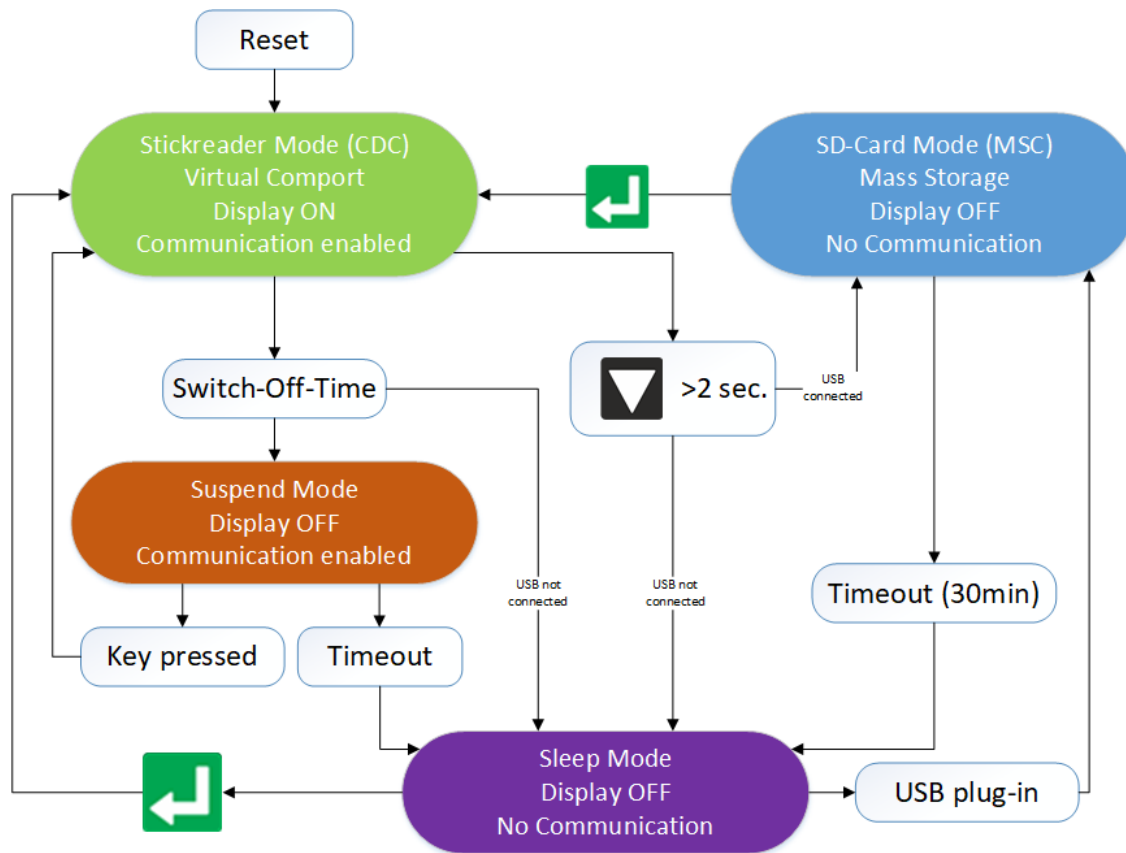 Reset
Stickreader Mode (CDC)
Virtual Comport
Display ON
Communication enabled
SD-Card Mode (MSC)
Mass Storage
Display OFF
No Communication
Switch-Off-Time
>2 sec.
USB
connected
Suspend Mode
Display OFF
Communication enabled
USB not
connected
USB not
connected
Timeout (30min)
Key pressed
Timeout
Sleep Mode
Display OFF
No Communication
USB plug-in